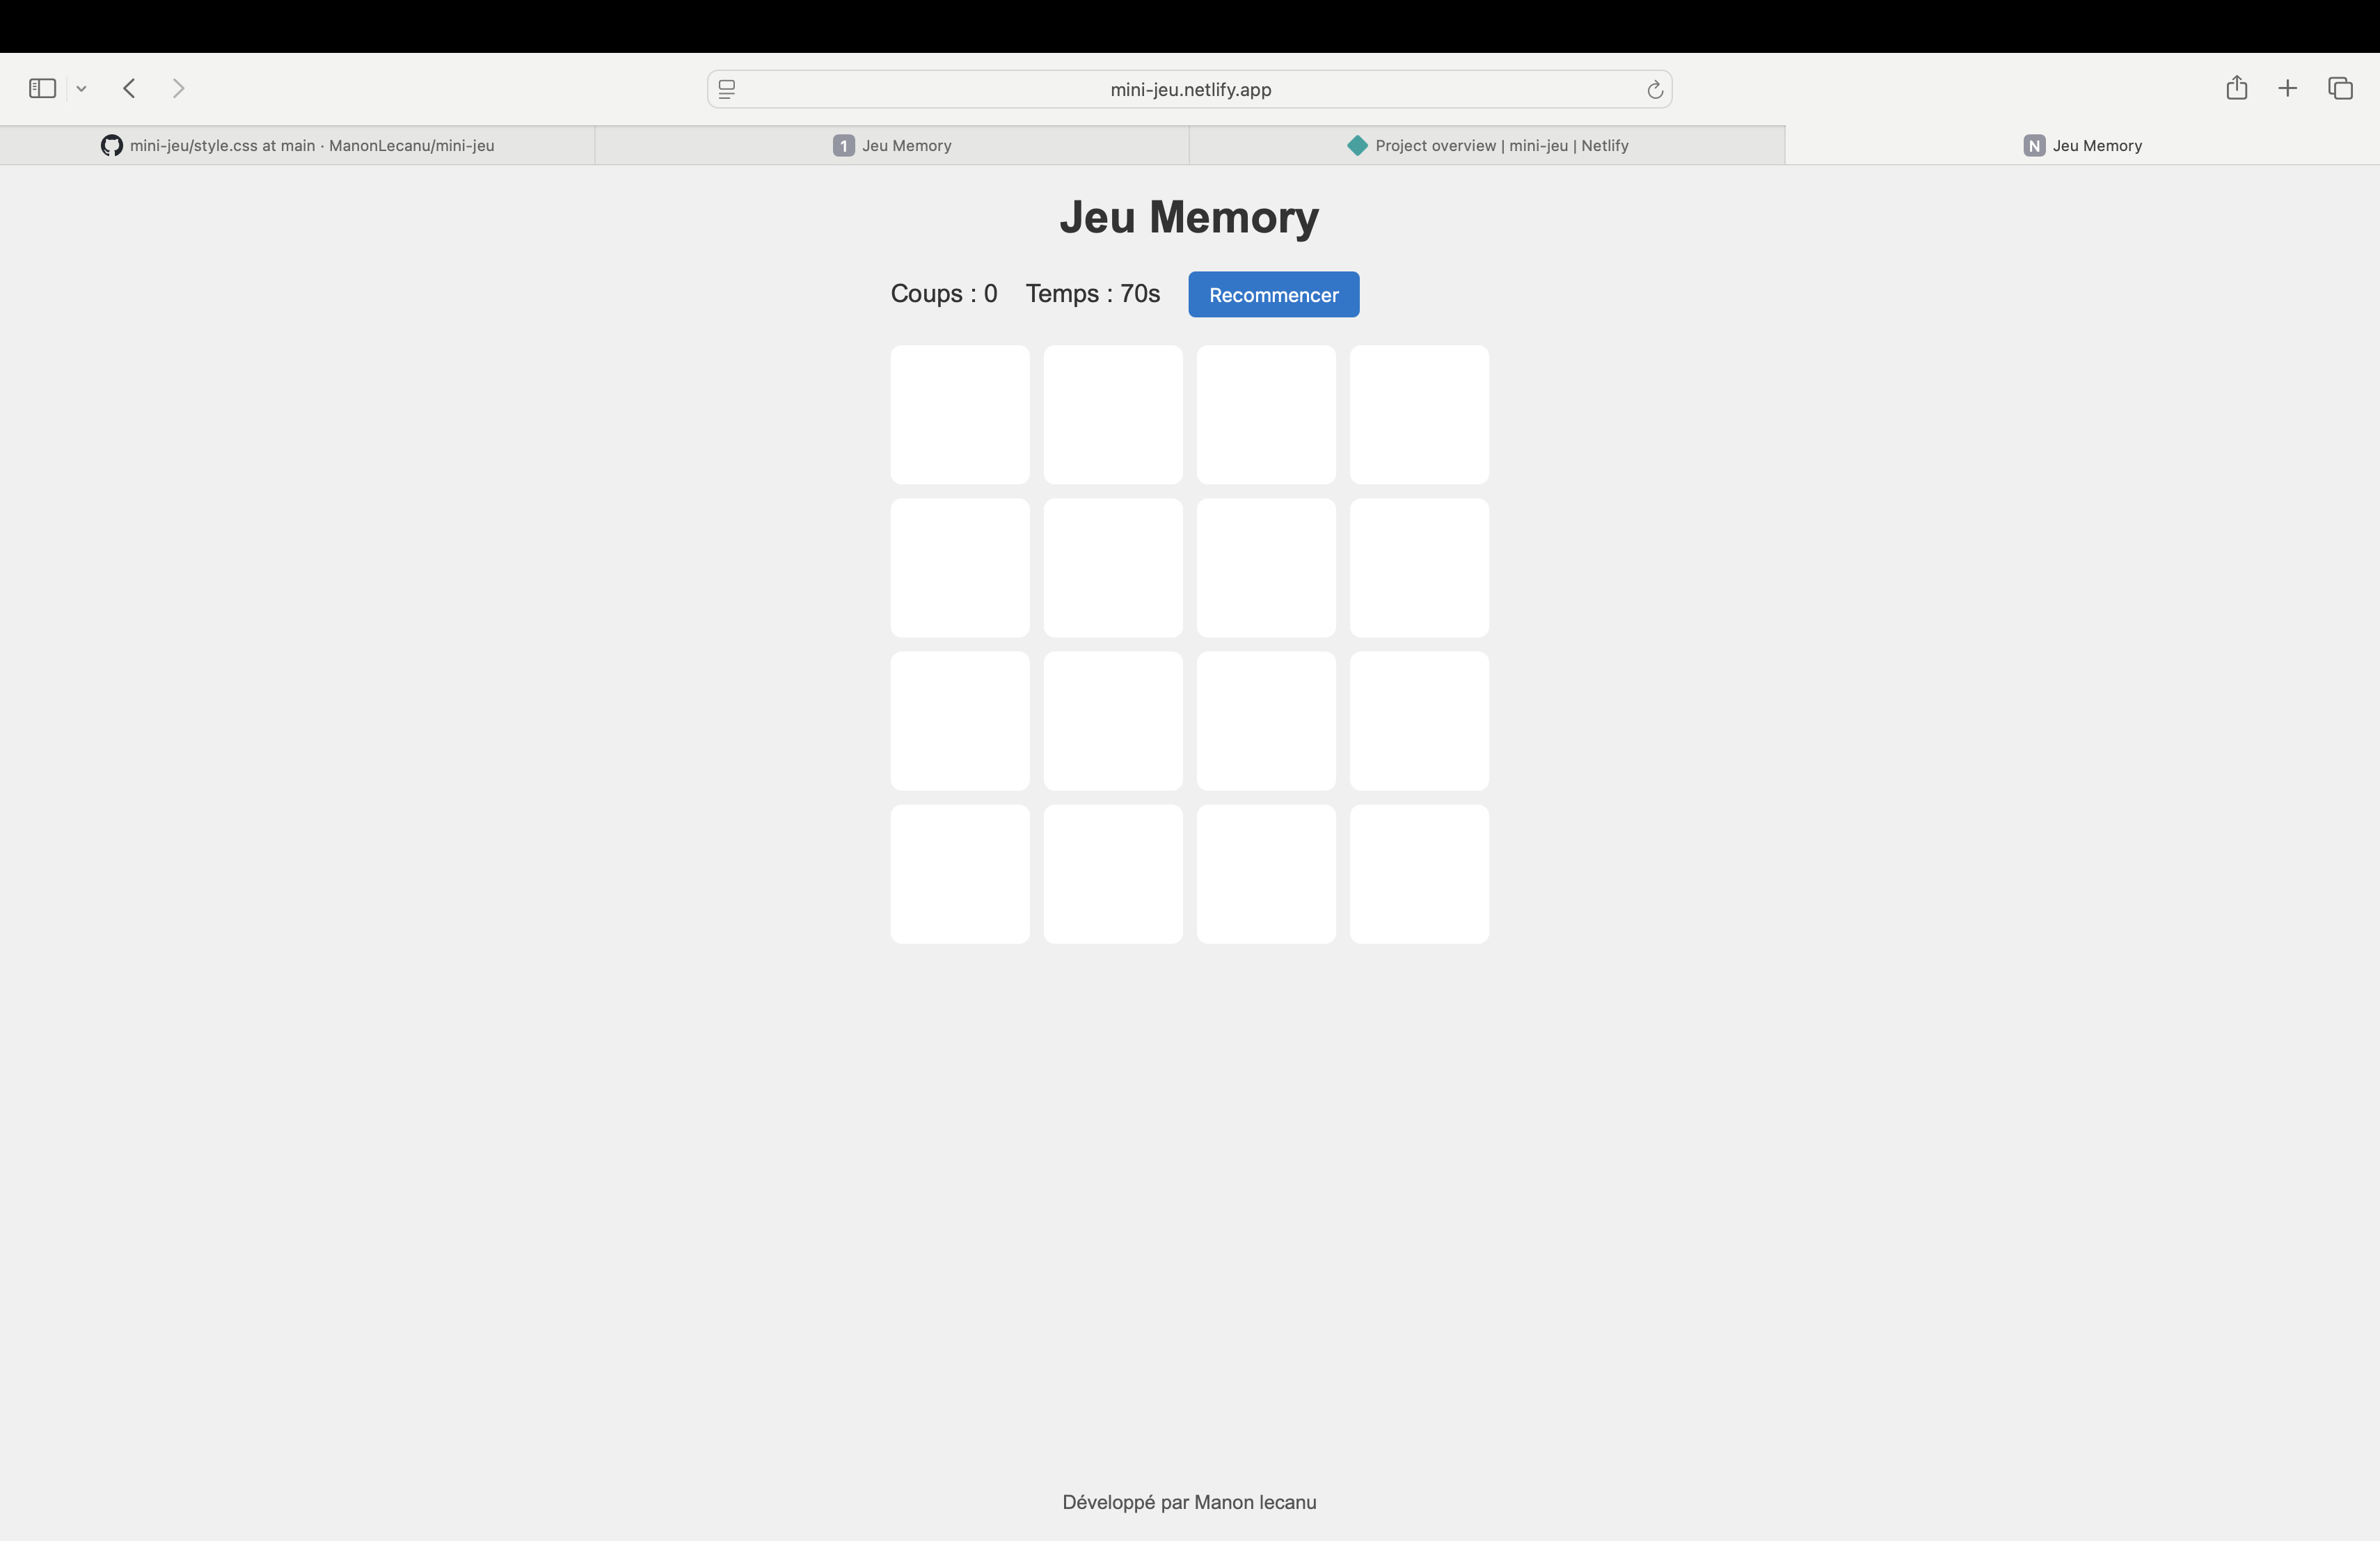 mini-jeu.netlify.app
mini-jeu/style.css at main · ManonLecanu/mini-jeu
1 Jeu Memory
Project overview | mini-jeu | Netlify
N Jeu Memory
Jeu Memory
Coups : 0 Temps : 70s Recommencer
Développé par Manon lecanu